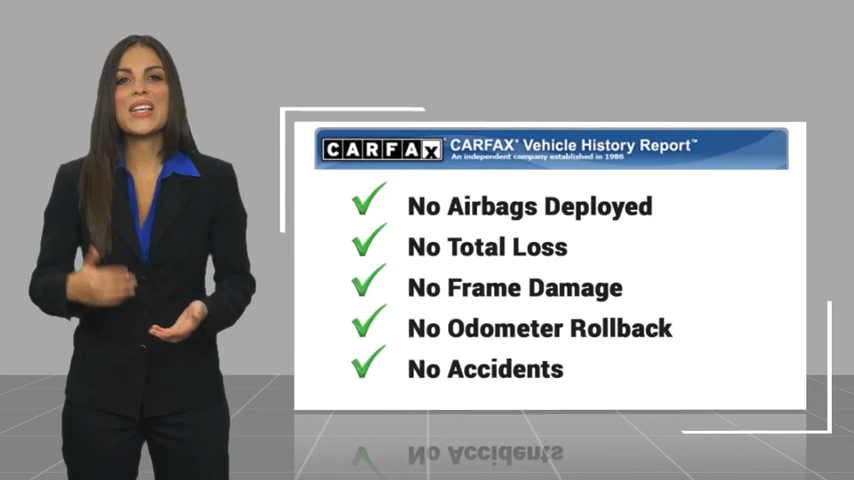 CARFAX CARFAX® Vehicle History Report™
An independent company established in 1986
No Airbags Deployed
No Total Loss
No Frame Damage
No Odometer Rollback
No Accidents
No Accidents